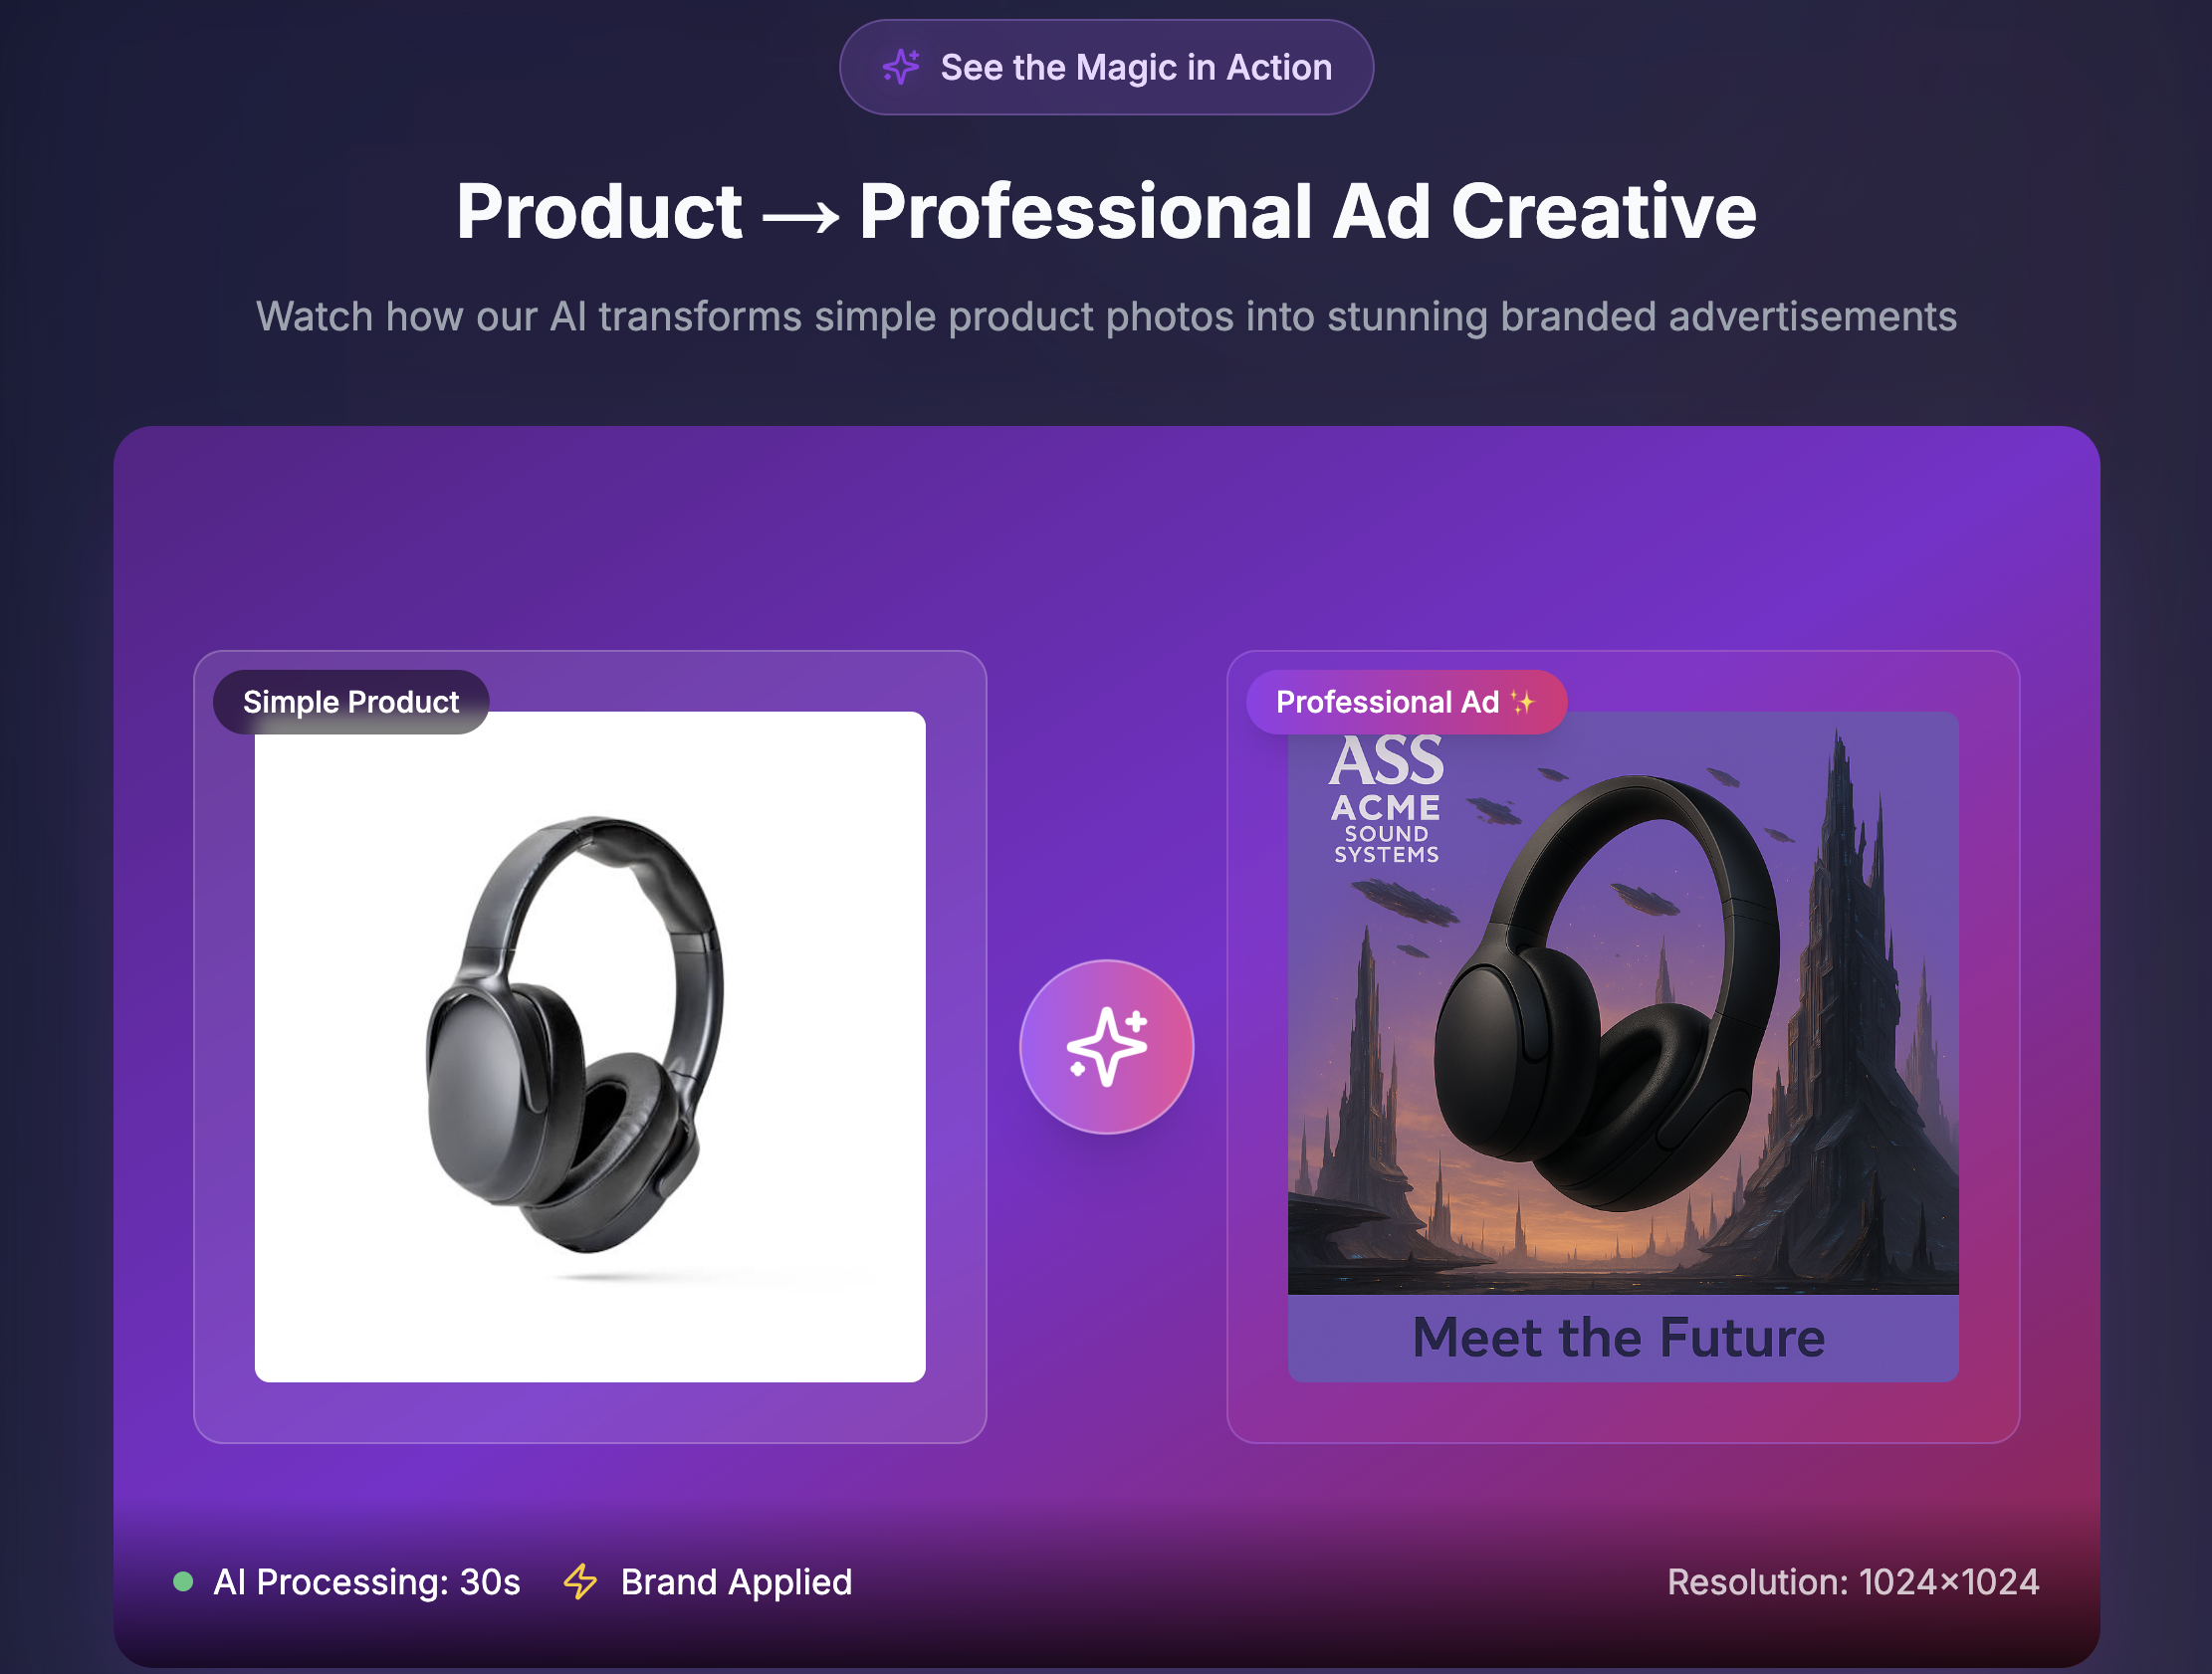 See the Magic in Action
Product → Professional Ad Creative
Watch how our AI transforms simple product photos into stunning branded advertisements
Simple Product
Professional Ad ✨
ASS
ACME
SOUND
SYSTEMS
Meet the Future
AI Processing: 30s
Brand Applied
Resolution: 1024×1024